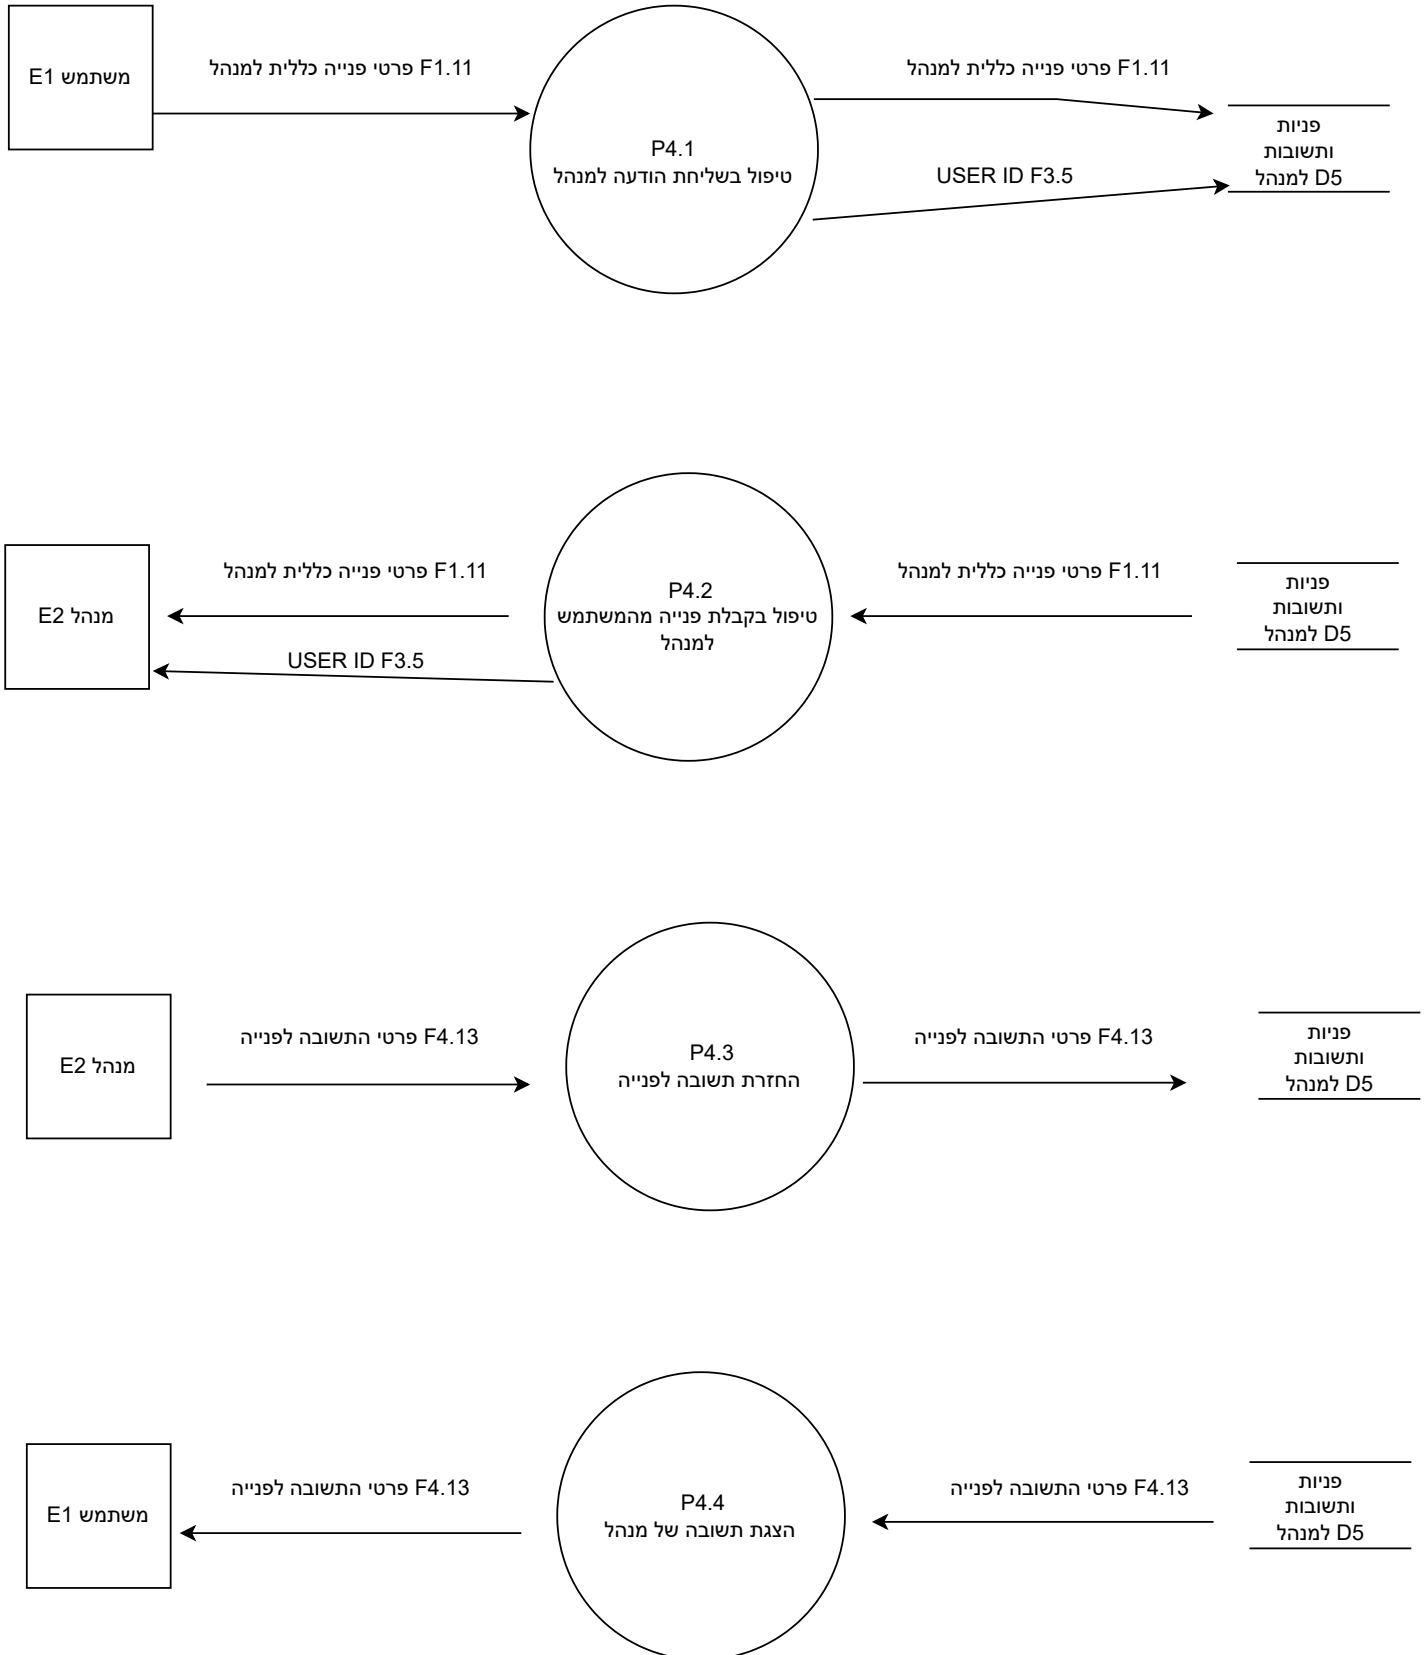 משתמש E1
F1.11 פרטי פנייה כללית למנהל
P4.1
טיפול בשליחת הודעה למנהל
F1.11 פרטי פנייה כללית למנהל
USER ID F3.5
פניות
ותשובות
למנהל D5
מנהל E2
F1.11 פרטי פנייה כללית למנהל
USER ID F3.5
P4.2
טיפול בקבלת פנייה מהמשתמש
למנהל
F1.11 פרטי פנייה כללית למנהל
פניות
ותשובות
למנהל D5
מנהל E2
F4.13 פרטי התשובה לפנייה
P4.3
החזרת תשובה לפנייה
F4.13 פרטי התשובה לפנייה
פניות
ותשובות
למנהל D5
משתמש E1
F4.13 פרטי התשובה לפנייה
P4.4
הצגת תשובה של מנהל
F4.13 פרטי התשובה לפנייה
פניות
ותשובות
למנהל D5